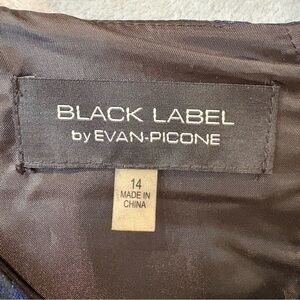 BLACK LABEL
by EVAN-PICONE
14
MADE IN
CHINA